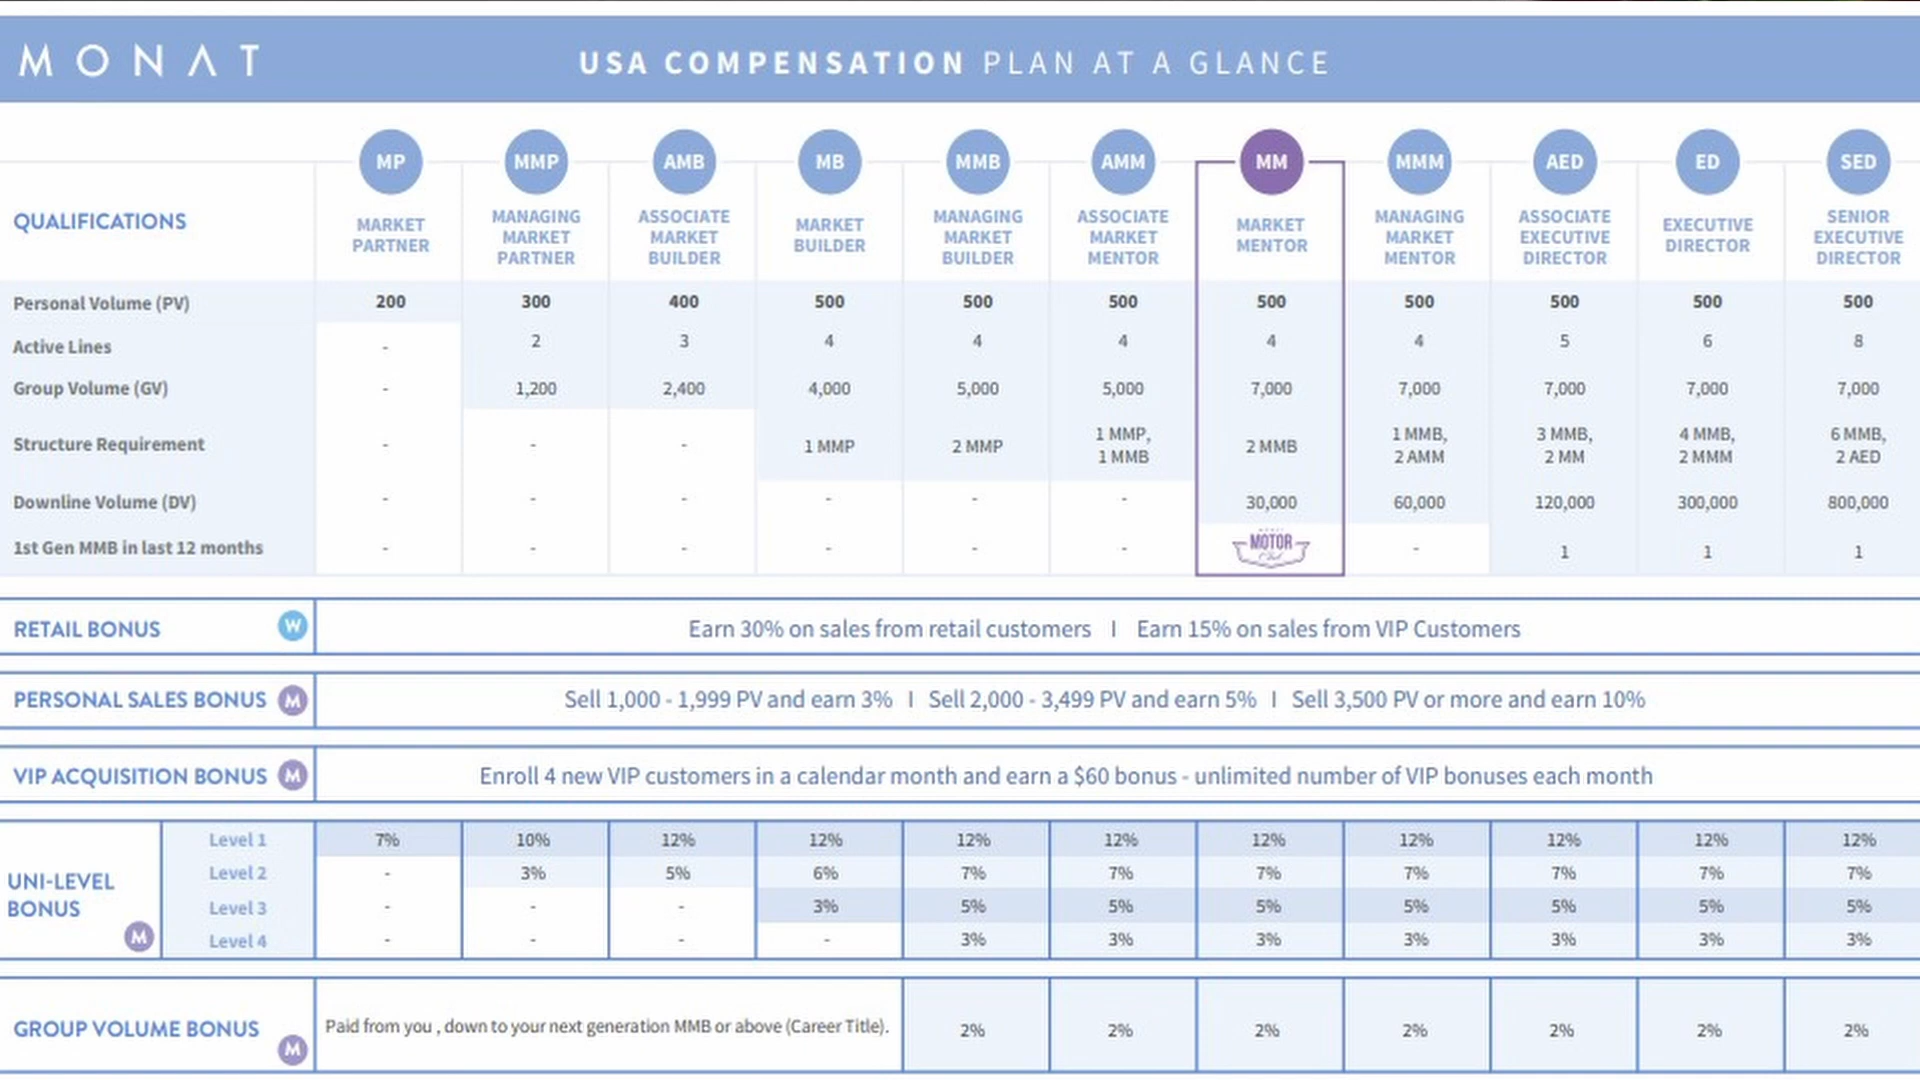 MONAT
USA COMPENSATION PLAN AT A GLANCE
MP MMP AMB MB MMB AMM MM MMM AED ED SED
QUALIFICATIONS
MARKET PARTNER
MANAGING MARKET PARTNER
ASSOCIATE MARKET BUILDER
MARKET BUILDER
MANAGING MARKET BUILDER
ASSOCIATE MARKET MENTOR
MARKET MENTOR
MANAGING MARKET MENTOR
ASSOCIATE EXECUTIVE DIRECTOR
EXECUTIVE DIRECTOR
SENIOR EXECUTIVE DIRECTOR
Personal Volume (PV) 200 300 400 500 500 500 500 500 500 500 500
Active Lines - 2 3 4 4 4 4 4 5 6 8
Group Volume (GV) - 1,200 2,400 4,000 5,000 5,000 7,000 7,000 7,000 7,000 7,000
Structure Requirement - - - 1 MMP 2 MMP 1 MMP, 1 MMB 2 MMB 1 MMB, 2 AMM 3 MMB, 2 MM 4 MMB, 2 MMM 6 MMB, 2 AED
Downline Volume (DV) - - - - - - 30,000 60,000 120,000 300,000 800,000
1st Gen MMB in last 12 months - - - - - - MOTOR Club - 1 1 1
RETAIL BONUS W Earn 30% on sales from retail customers I Earn 15% on sales from VIP Customers
PERSONAL SALES BONUS M Sell 1,000 - 1,999 PV and earn 3% I Sell 2,000 - 3,499 PV and earn 5% I Sell 3,500 PV or more and earn 10%
VIP ACQUISITION BONUS M Enroll 4 new VIP customers in a calendar month and earn a $60 bonus - unlimited number of VIP bonuses each month
UNI-LEVEL BONUS M
Level 1 7% 10% 12% 12% 12% 12% 12% 12% 12% 12% 12%
Level 2 - 3% 5% 6% 7% 7% 7% 7% 7% 7% 7%
Level 3 - - - 3% 5% 5% 5% 5% 5% 5% 5%
Level 4 - - - - 3% 3% 3% 3% 3% 3% 3%
GROUP VOLUME BONUS M Paid from you , down to your next generation MMB or above (Career Title). 2% 2% 2% 2% 2% 2% 2%